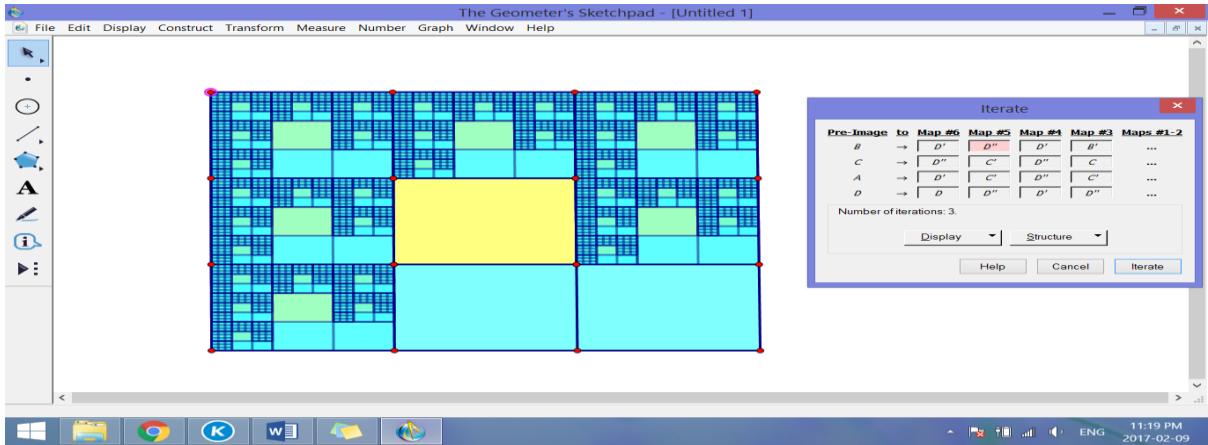 The Geometer's Sketchpad - [Untitled 1]
File Edit Display Construct Transform Measure Number Graph Window Help
A
Iterate
Pre-Image to Map #6 Map #5 Map #4 Map #3 Maps #1-2
B → D' D" D' B' ...
C → D" C' D" C ...
A → D' C' D" C' ...
D → D D" D' D" ...
Number of iterations: 3.
Display Structure
Help Cancel Iterate
K W ENG 11:19 PM
2017-02-09